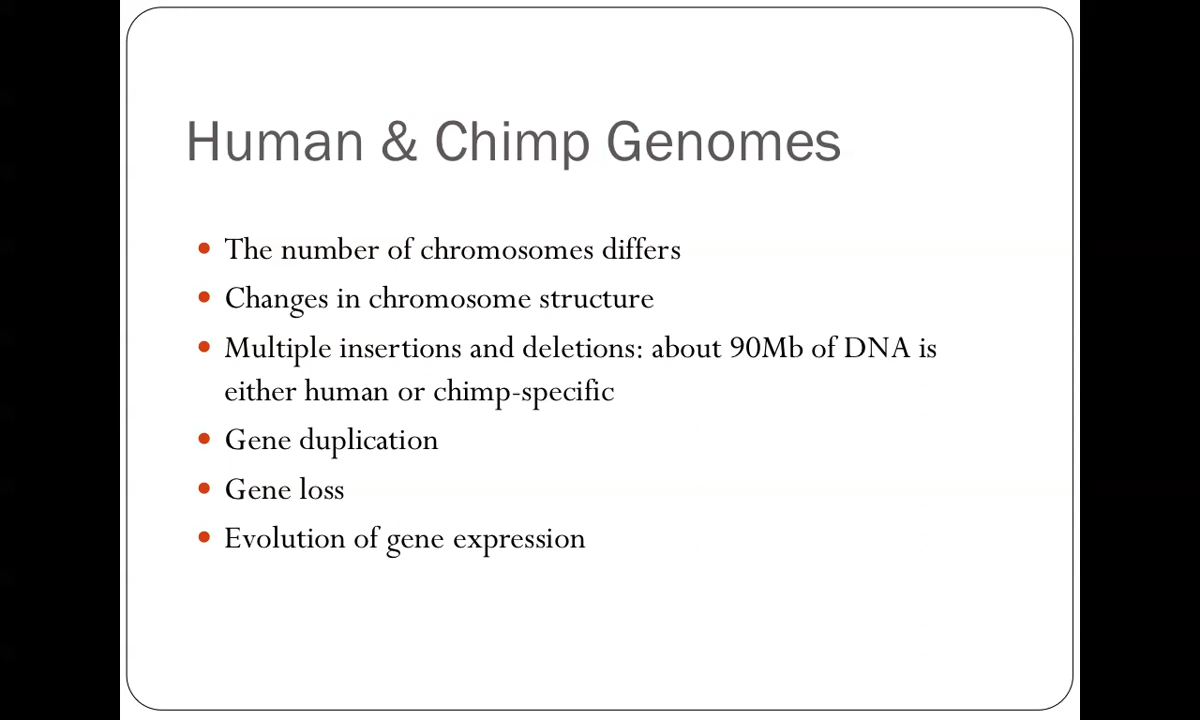 Human & Chimp Genomes
• The number of chromosomes differs
• Changes in chromosome structure
• Multiple insertions and deletions: about 90Mb of DNA is
either human or chimp-specific
• Gene duplication
• Gene loss
• Evolution of gene expression